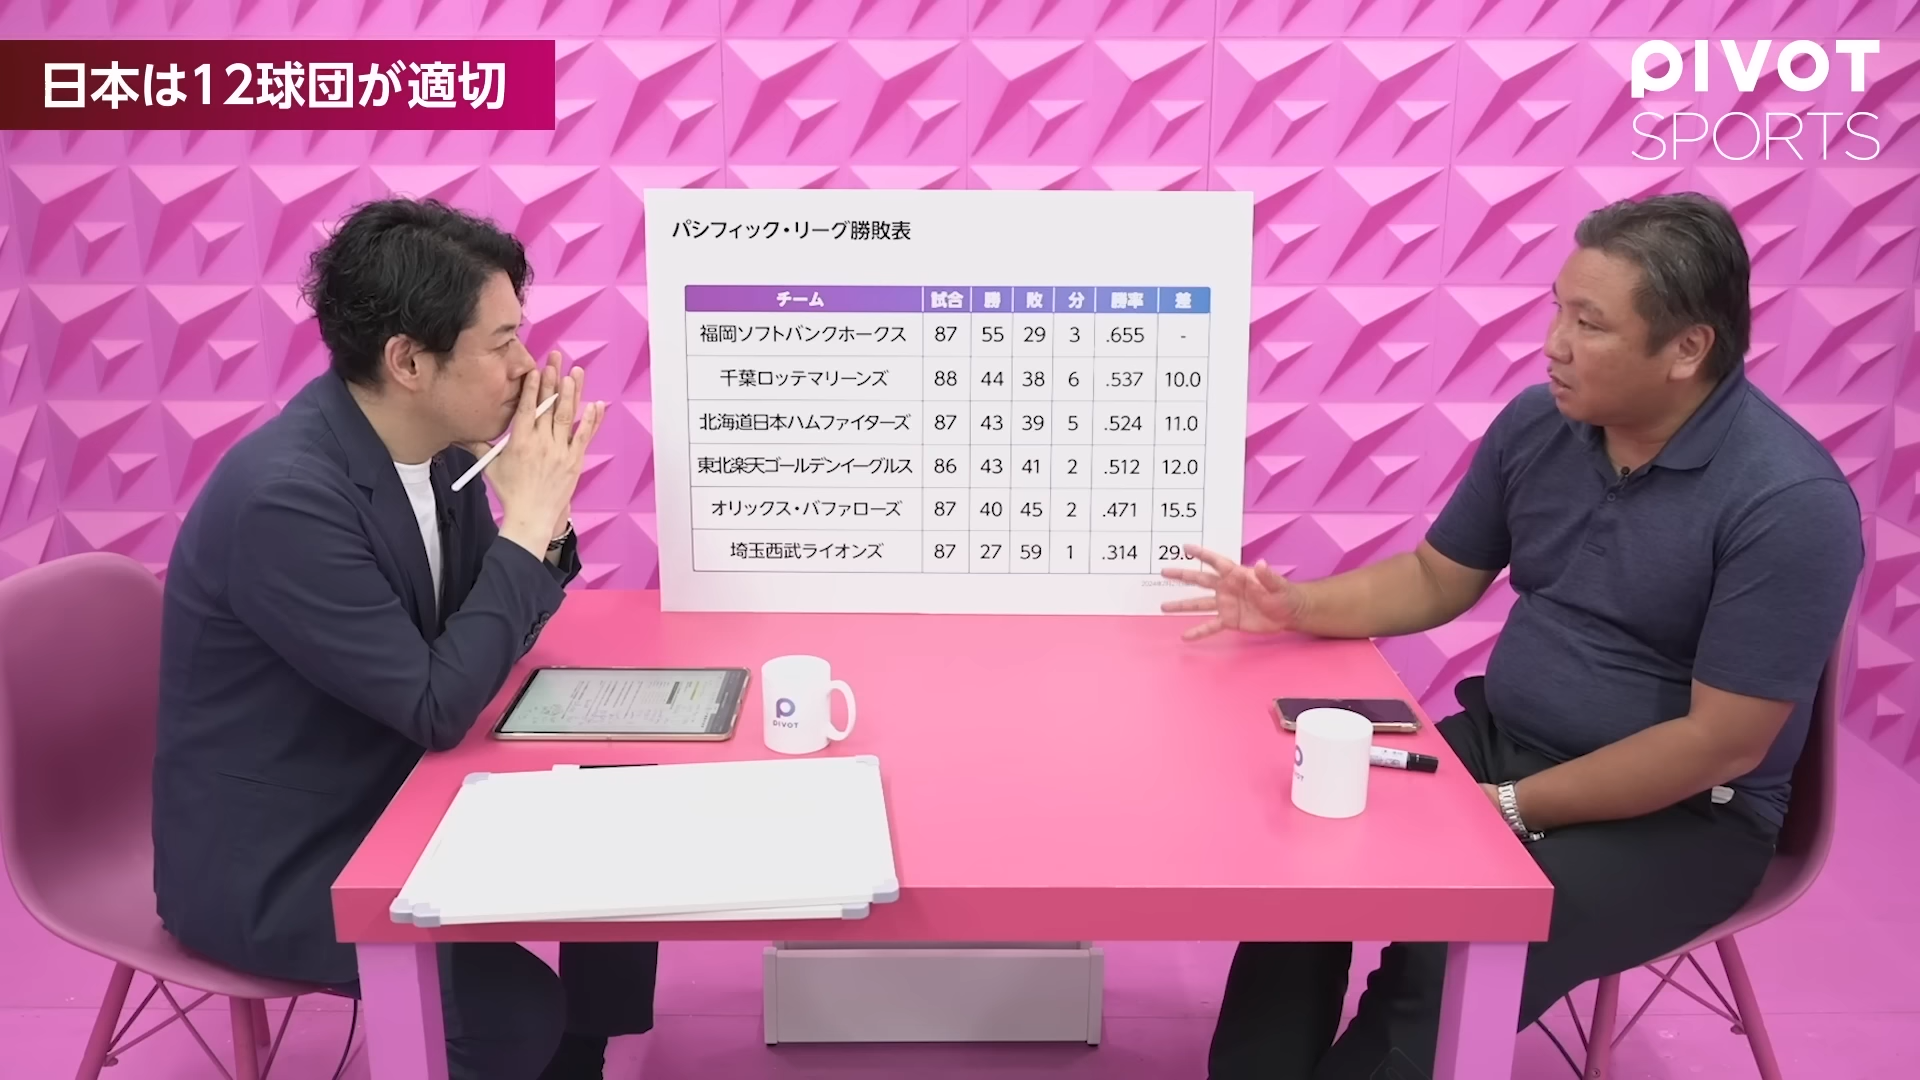 日本は12球団が適切
PIVOT
SPORTS
パシフィック・リーグ勝敗表
チーム 試合 勝 敗 分 勝率 差
福岡ソフトバンクホークス 87 55 29 3 .655 -
千葉ロッテマリーンズ 88 44 38 6 .537 10.0
北海道日本ハムファイターズ 87 43 39 5 .524 11.0
東北楽天ゴールデンイーグルス 86 43 41 2 .512 12.0
オリックス・バファローズ 87 40 45 2 .471 15.5
埼玉西武ライオンズ 87 27 59 1 .314 29.0
PIVOT